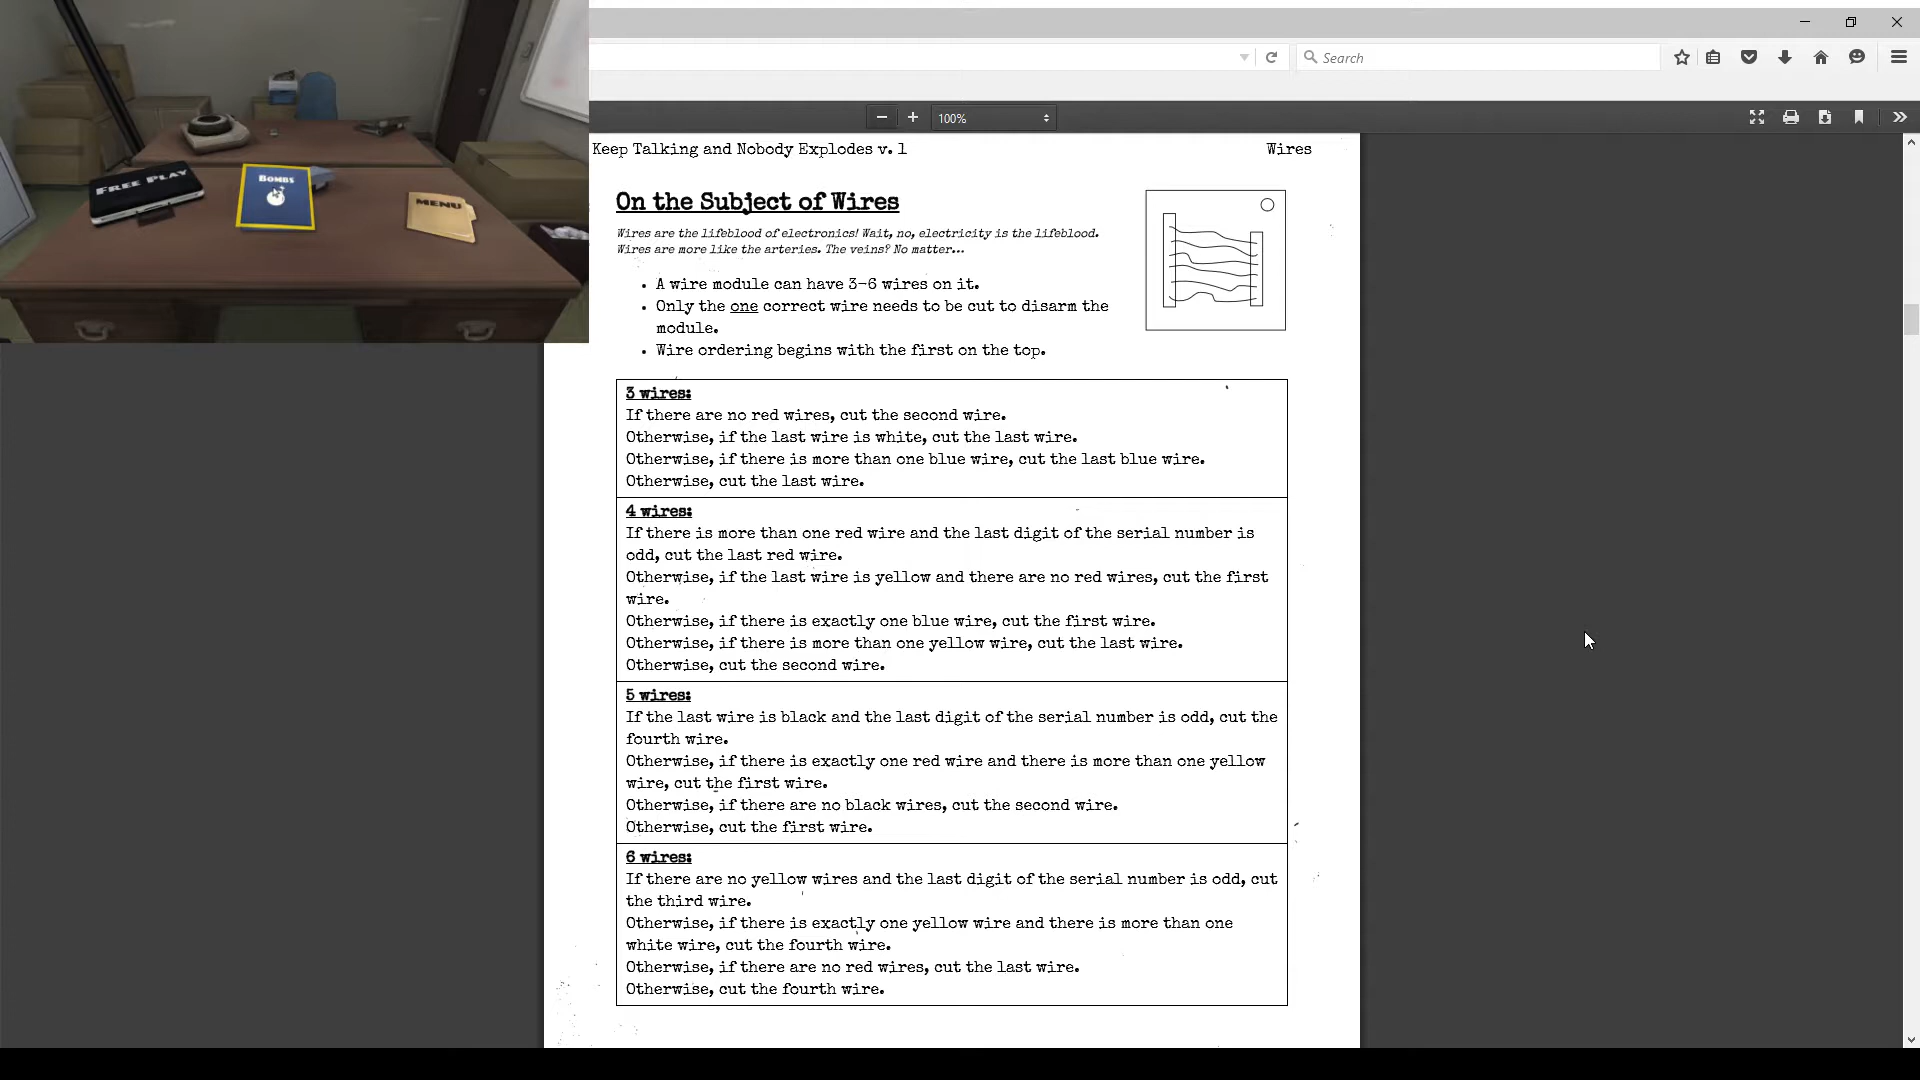 FREE PLAY
BOMBS
MENU
Search
100%
Keep Talking and Nobody Explodes v. 1
Wires
On the Subject of Wires
Wires are the lifeblood of electronics! Wait, no, electricity is the lifeblood.
Wires are more like the arteries. The veins? No matter…
• A wire module can have 3-6 wires on it.
• Only the one correct wire needs to be cut to disarm the
module.
• Wire ordering begins with the first on the top.
3 wires:
If there are no red wires, cut the second wire.
Otherwise, if the last wire is white, cut the last wire.
Otherwise, if there is more than one blue wire, cut the last blue wire.
Otherwise, cut the last wire.
4 wires:
If there is more than one red wire and the last digit of the serial number is
odd, cut the last red wire.
Otherwise, if the last wire is yellow and there are no red wires, cut the first
wire.
Otherwise, if there is exactly one blue wire, cut the first wire.
Otherwise, if there is more than one yellow wire, cut the last wire.
Otherwise, cut the second wire.
5 wires:
If the last wire is black and the last digit of the serial number is odd, cut the
fourth wire.
Otherwise, if there is exactly one red wire and there is more than one yellow
wire, cut the first wire.
Otherwise, if there are no black wires, cut the second wire.
Otherwise, cut the first wire.
6 wires:
If there are no yellow wires and the last digit of the serial number is odd, cut
the third wire.
Otherwise, if there is exactly one yellow wire and there is more than one
white wire, cut the fourth wire.
Otherwise, if there are no red wires, cut the last wire.
Otherwise, cut the fourth wire.